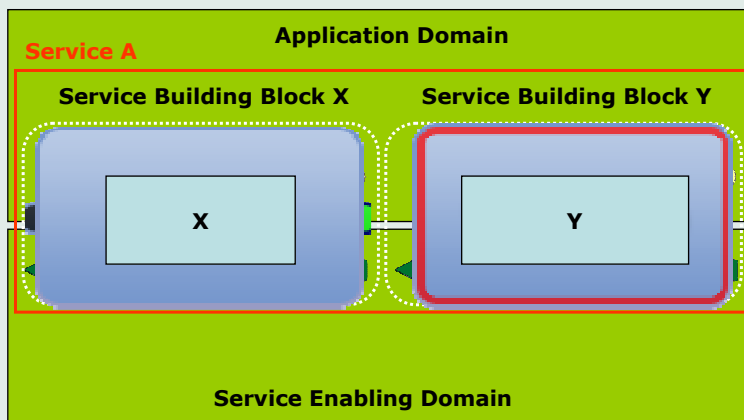 Application Domain
Service A
Service Building Block X
Service Building Block Y
X
Y
Service Enabling Domain